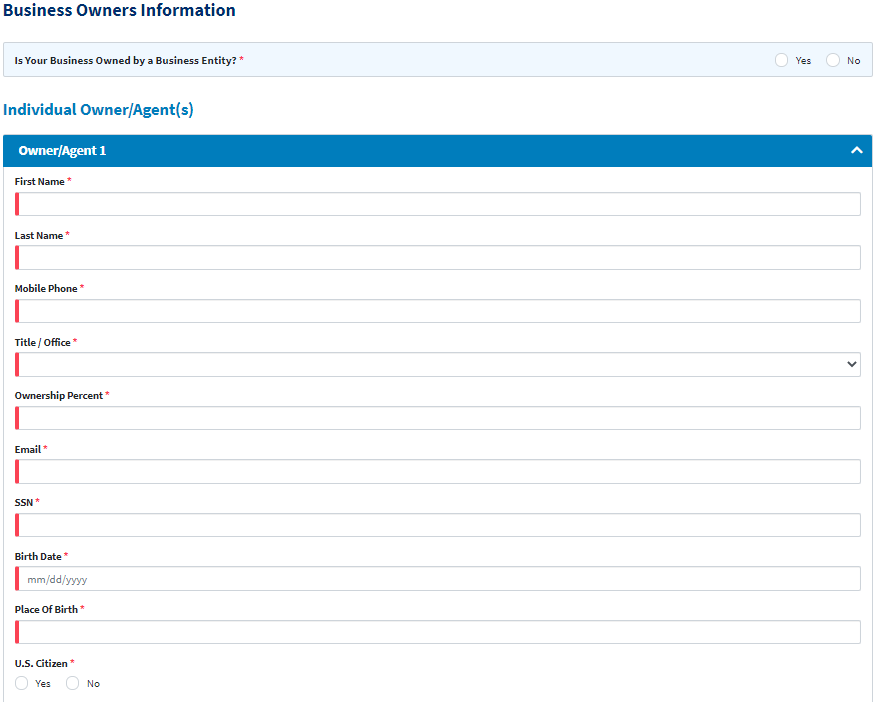 Business Owners Information
Is Your Business Owned by a Business Entity? * Yes No
Individual Owner/Agent(s)
Owner/Agent 1
First Name *
Last Name *
Mobile Phone *
Title / Office *
Ownership Percent *
Email *
SSN *
Birth Date *
mm/dd/yyyy
Place Of Birth *
U.S. Citizen *
Yes No